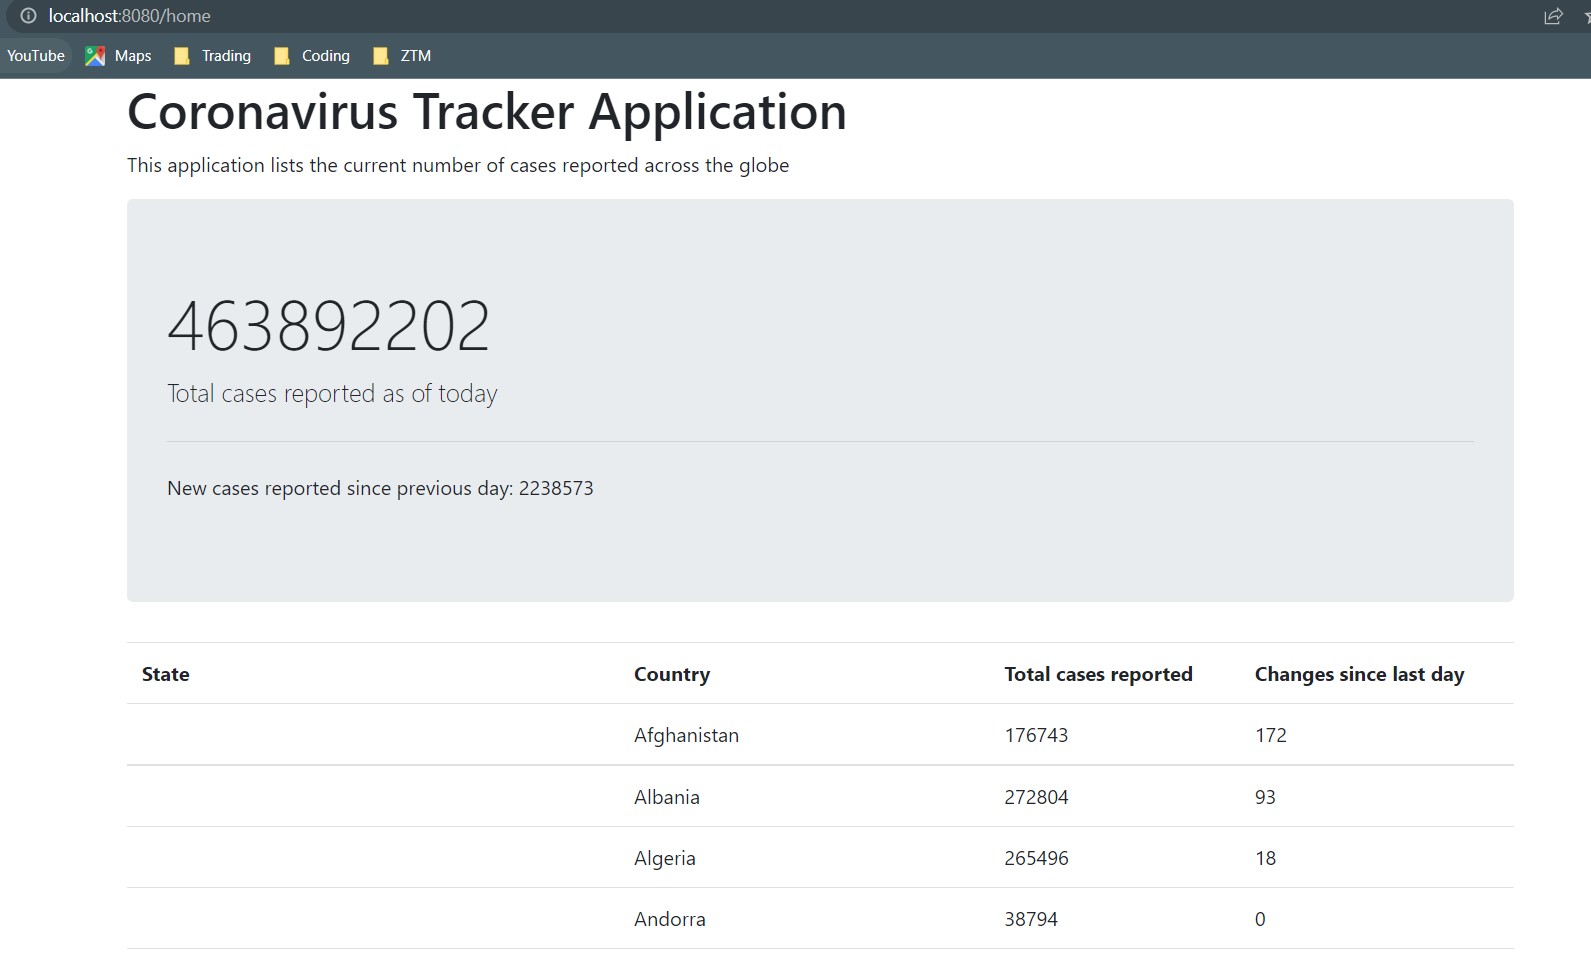 localhost:8080/home
YouTube Maps Trading Coding ZTM
Coronavirus Tracker Application
This application lists the current number of cases reported across the globe
463892202
Total cases reported as of today
New cases reported since previous day: 2238573
State Country Total cases reported Changes since last day
Afghanistan 176743 172
Albania 272804 93
Algeria 265496 18
Andorra 38794 0